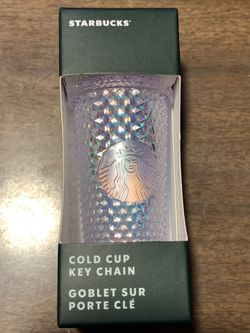 STARBUCKS®
COLD CUP
KEY CHAIN
GOBLET SUR
PORTE CLÉ